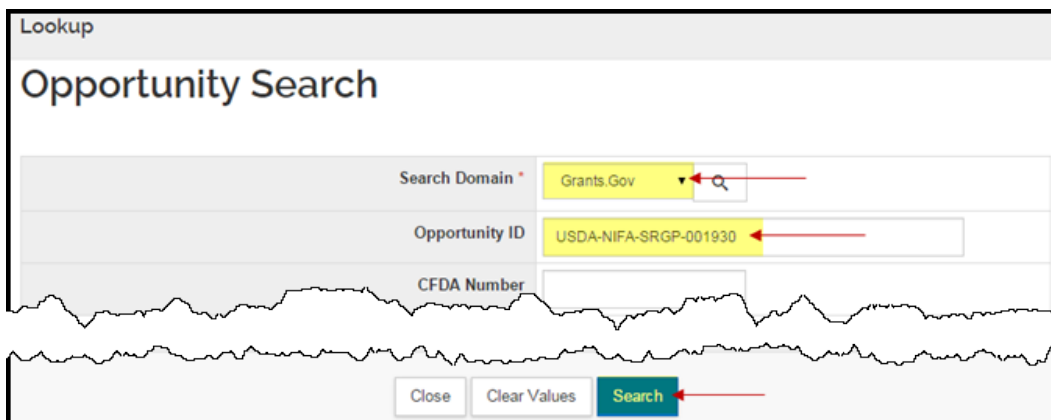 Lookup
Opportunity Search
Search Domain * Grants.Gov
Opportunity ID USDA-NIFA-SRGP-001930
CFDA Number
Close Clear Values Search